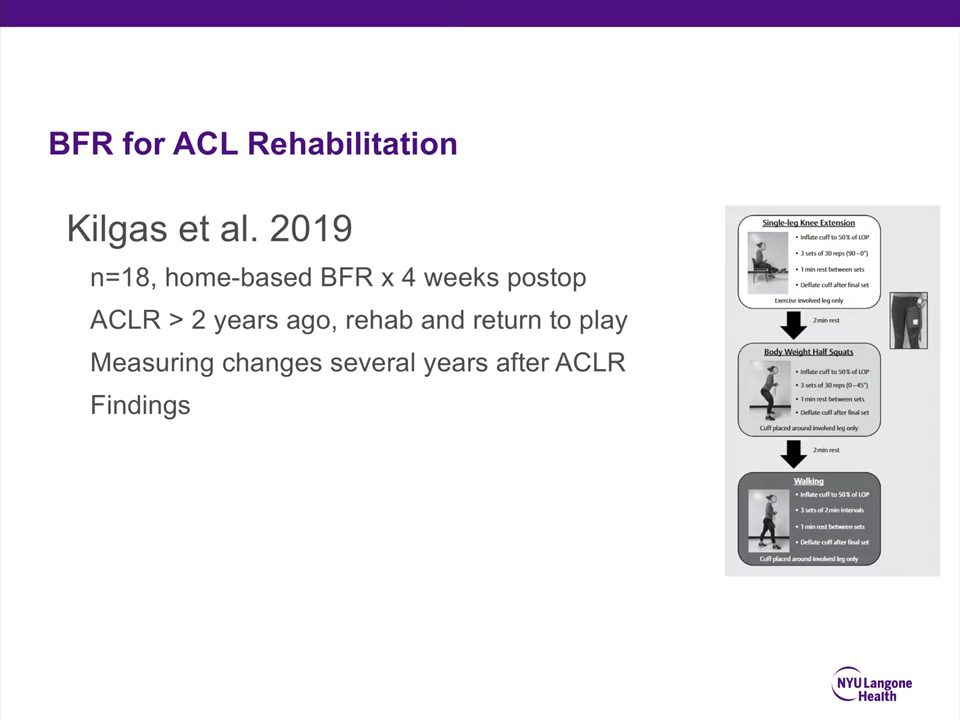 BFR for ACL Rehabilitation
Kilgas et al. 2019
n=18, home-based BFR x 4 weeks postop
ACLR > 2 years ago, rehab and return to play
Measuring changes several years after ACLR
Findings
Single-leg Knee Extension
• Inflate cuff to 50% of LOP
• 3 sets of 30 reps (90–0°)
• 1 min rest between sets
• Deflate cuff after final set
Exercise involved leg only
2 min rest
Body Weight Half Squats
• Inflate cuff to 50% of LOP
• 3 sets of 30 reps (0–45°)
• 1 min rest between sets
• Deflate cuff after final set
Cuff placed around involved leg only
2 min rest
Walking
• Inflate cuff to 50% of LOP
• 3 sets of 2 min intervals
• 1 min rest between sets
• Deflate cuff after final set
Cuff placed around involved leg only
NYU Langone
Health